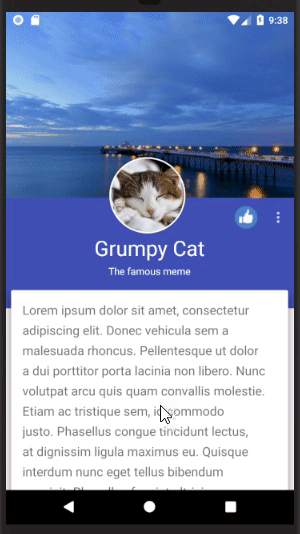 9:38
Grumpy Cat
The famous meme
Lorem ipsum dolor sit amet, consectetur
adipiscing elit. Donec vehicula sem a
malesuada rhoncus. Pellentesque ut dolor
a dui porttitor porta lacinia non libero. Nunc
volutpat arcu quis quam convallis molestie.
Etiam ac tristique sem, id commodo
justo. Phasellus congue tincidunt lectus,
at dignissim ligula maximus eu. Quisque
interdum nunc eget tellus bibendum